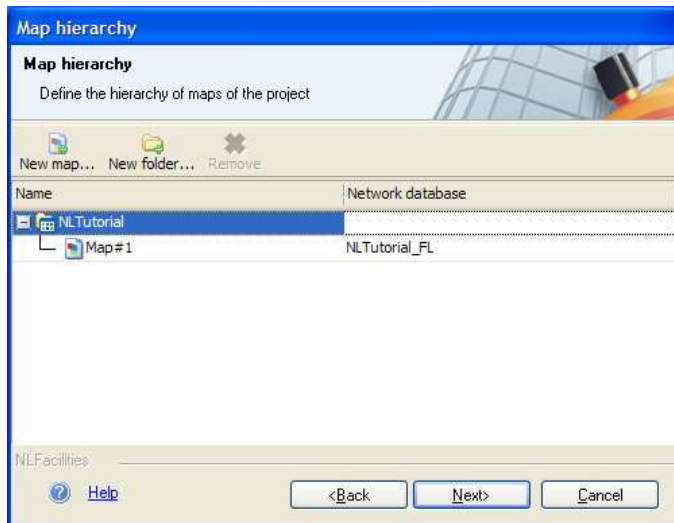 Map hierarchy
Map hierarchy
Define the hierarchy of maps of the project
New map... New folder... Remove
Name Network database
NLTutorial
Map#1 NLTutorial_FL
NLFacilities
Help <Back Next> Cancel